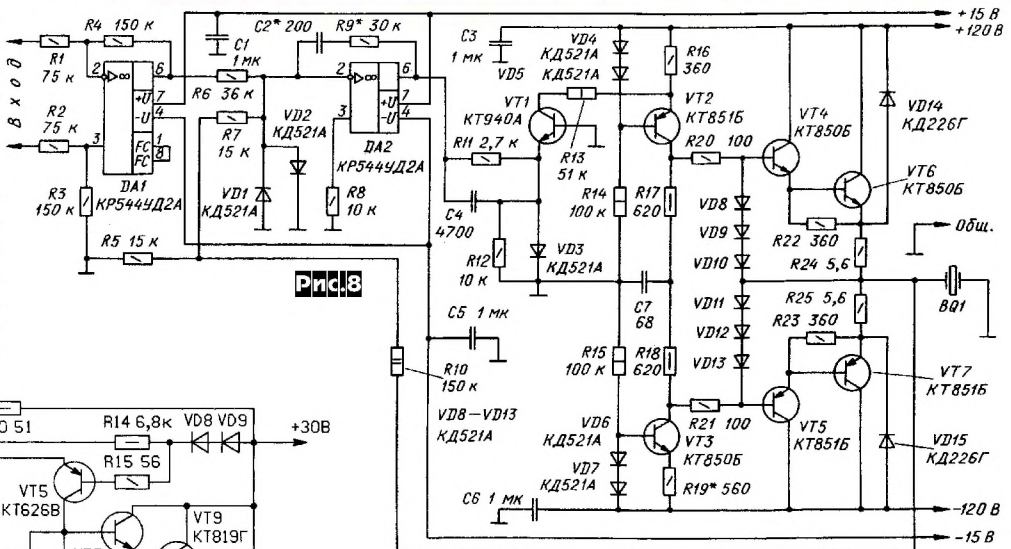 Вход
R1
75 к
R2
75 к
R3
150 к
R4 150 к
R5 15 к
2
3
6
7
4
1
8
▷∞
+U
-U
FC
FC
DA1
КР544УД2А
C1
1 мк
R6 36 к
R7
15 к
VD1
КД521А
VD2
КД521А
C2* 200
R9* 30 к
2
3
6
7
4
▷∞
+U
-U
DA2
КР544УД2А
R8
10 к
R10
150 к
C5 1 мк
Рис.8
R11 2,7 к
C4
4700
R12
10 к
C3
1 мк
VD4
КД521А
VD5
КД521А
VT1
КТ940А
R13
51 к
VD3
КД521А
R14
100 к
R15
100 к
R16
360
VT2
КТ851Б
R17
620
C7
68
R18
620
VD6
КД521А
VD7
КД521А
VT3
КТ850Б
R19* 560
C6 1 мк
VD8–VD13
КД521А
R20 100
R21 100
VD8
VD9
VD10
VD11
VD12
VD13
VT4
КТ850Б
VT5
КТ851Б
R22 360
R23 360
R24 5,6
R25 5,6
VT6
КТ850Б
VT7
КТ851Б
VD14
КД226Г
VD15
КД226Г
BQ1
+15 В
+120 В
Общ.
-120 В
-15 В
0 51
R14 6,8к
VD8 VD9
+30В
R15 56
VT5
КТ626В
VT9
КТ819Г